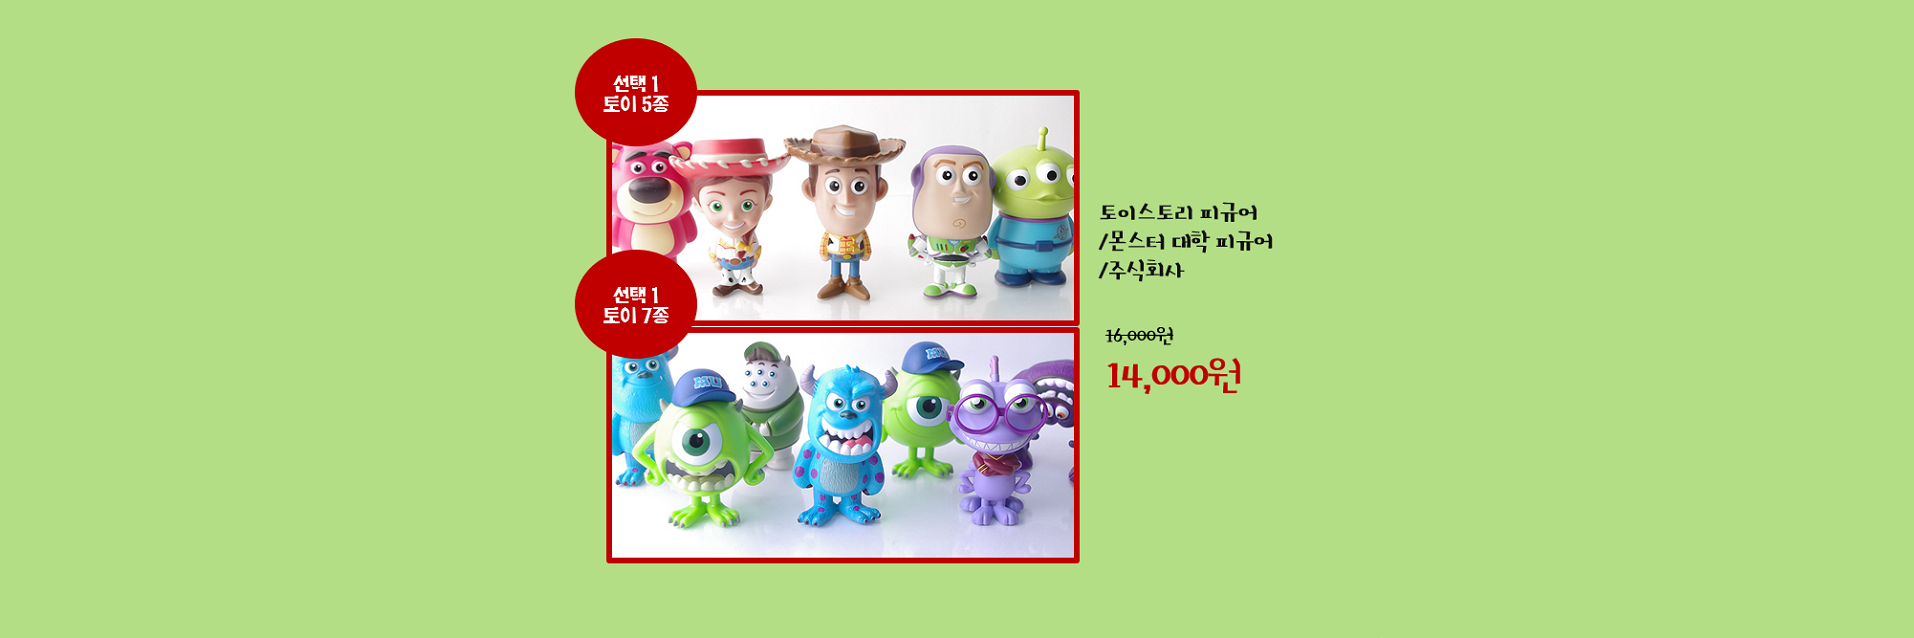 선택 1
토이 5종
선택 1
토이 7종
토이스토리 피규어
/몬스터 대학 피규어
/주식회사
16,000원
14,000원
MU
MU